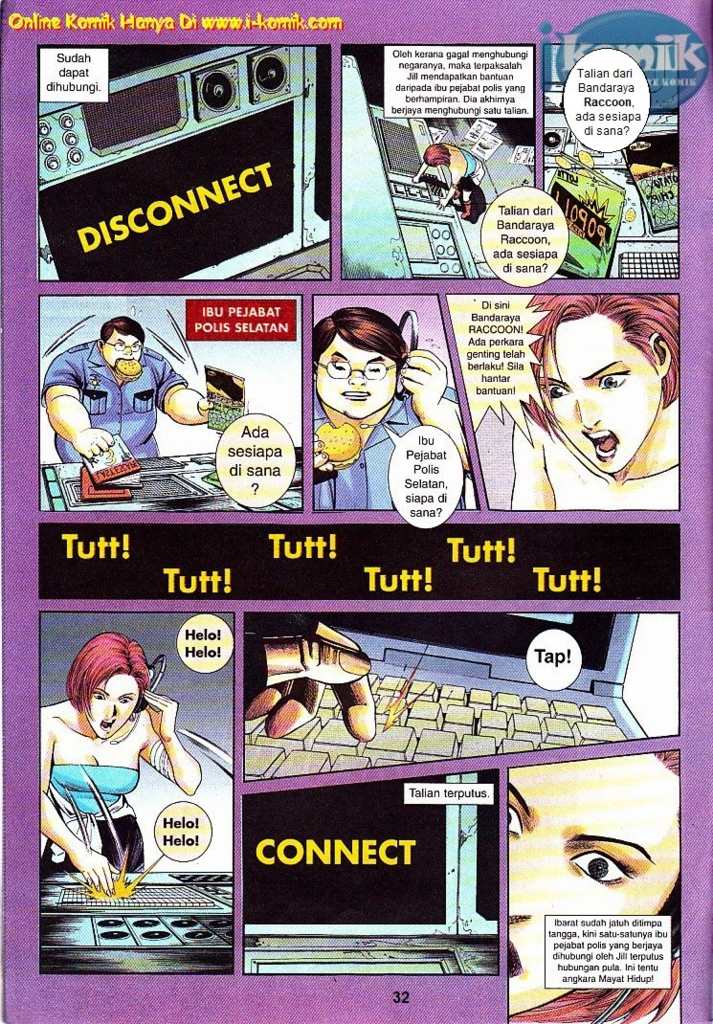 Online Komik Hanya Di www.i-komik.com
ikomik
ONLINE KOMIK
Sudah
dapat
dihubungi.
DISCONNECT
Oleh kerana gagal menghubungi
negaranya, maka terpaksalah
Jill mendapatkan bantuan
daripada ibu pejabat polis yang
berhampiran. Dia akhirnya
berjaya menghubungi satu talian.
Talian dari
Bandaraya
Raccoon,
ada sesiapa
di sana?
Talian dari
Bandaraya
Raccoon,
ada sesiapa
di sana?
POPOLI
IBU PEJABAT
POLIS SELATAN
Ada
sesiapa
di sana
?
Ibu
Pejabat
Polis
Selatan,
siapa di
sana?
Di sini
Bandaraya
RACCOON!
Ada perkara
genting telah
berlaku! Sila
hantar
bantuan!
Tutt! Tutt! Tutt!
Tutt! Tutt! Tutt!
Helo!
Helo!
Helo!
Helo!
Tap!
Talian terputus.
CONNECT
Ibarat sudah jatuh ditimpa
tangga, kini satu-satunya ibu
pejabat polis yang berjaya
dihubungi oleh Jill terputus
hubungan pula. Ini tentu
angkara Mayat Hidup!
32